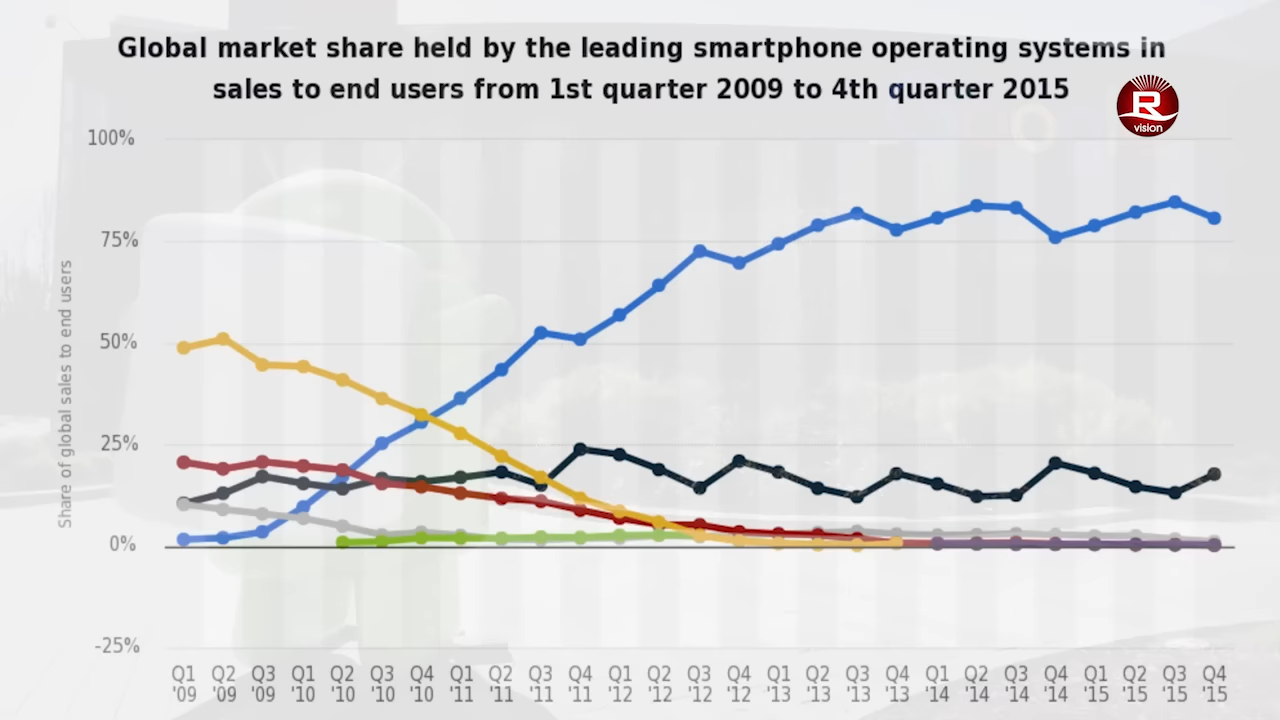 Global market share held by the leading smartphone operating systems in
sales to end users from 1st quarter 2009 to 4th quarter 2015
R
vision
100%
75%
50%
25%
0%
-25%
Share of global sales to end users
Q1 Q2 Q3 Q1 Q2 Q3 Q4 Q1 Q2 Q3 Q4 Q1 Q2 Q3 Q4 Q1 Q2 Q3 Q4 Q1 Q2 Q3 Q4 Q1 Q2 Q3 Q4
'09 '09 '09 '10 '10 '10 '10 '11 '11 '11 '11 '12 '12 '12 '12 '13 '13 '13 '13 '14 '14 '14 '14 '15 '15 '15 '15